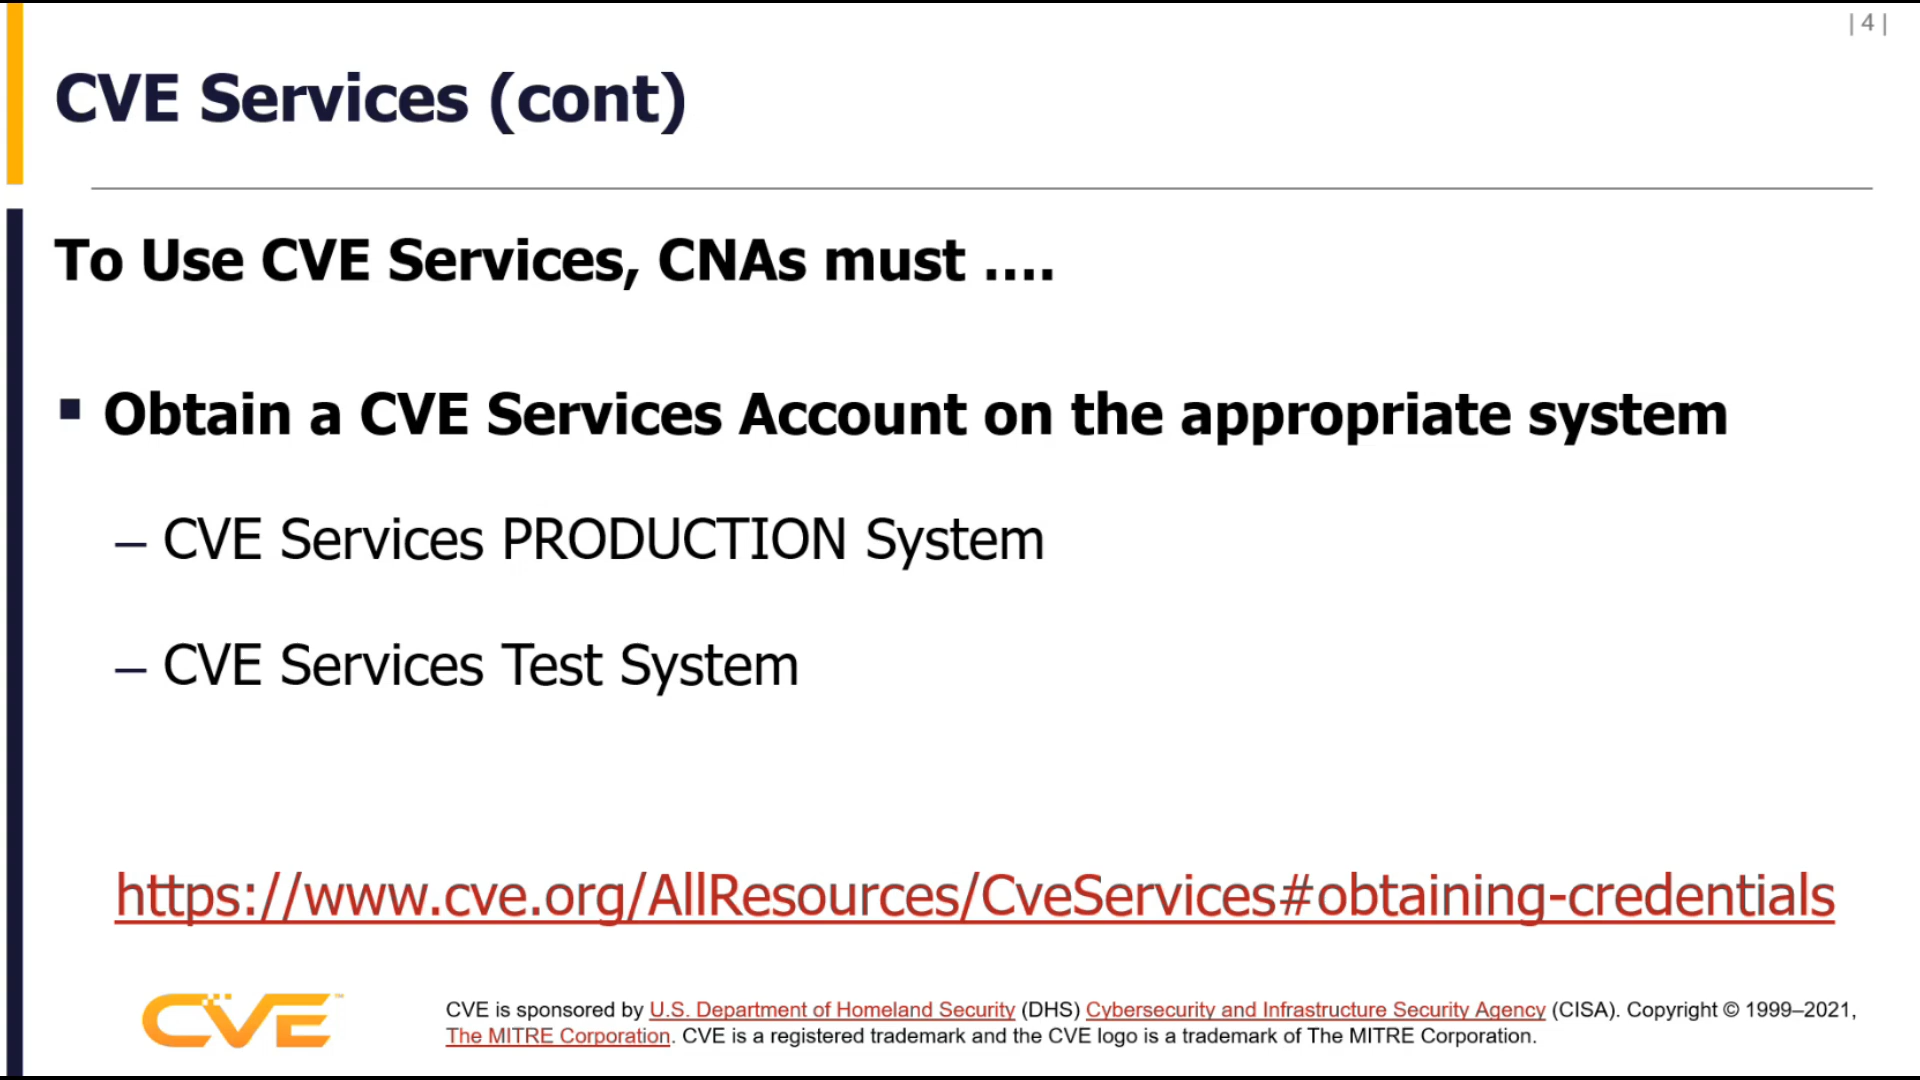 | 4 |
CVE Services (cont)
To Use CVE Services, CNAs must ....
▪ Obtain a CVE Services Account on the appropriate system
– CVE Services PRODUCTION System
– CVE Services Test System
https://www.cve.org/AllResources/CveServices#obtaining-credentials
CVE™
CVE is sponsored by U.S. Department of Homeland Security (DHS) Cybersecurity and Infrastructure Security Agency (CISA). Copyright © 1999–2021,
The MITRE Corporation. CVE is a registered trademark and the CVE logo is a trademark of The MITRE Corporation.